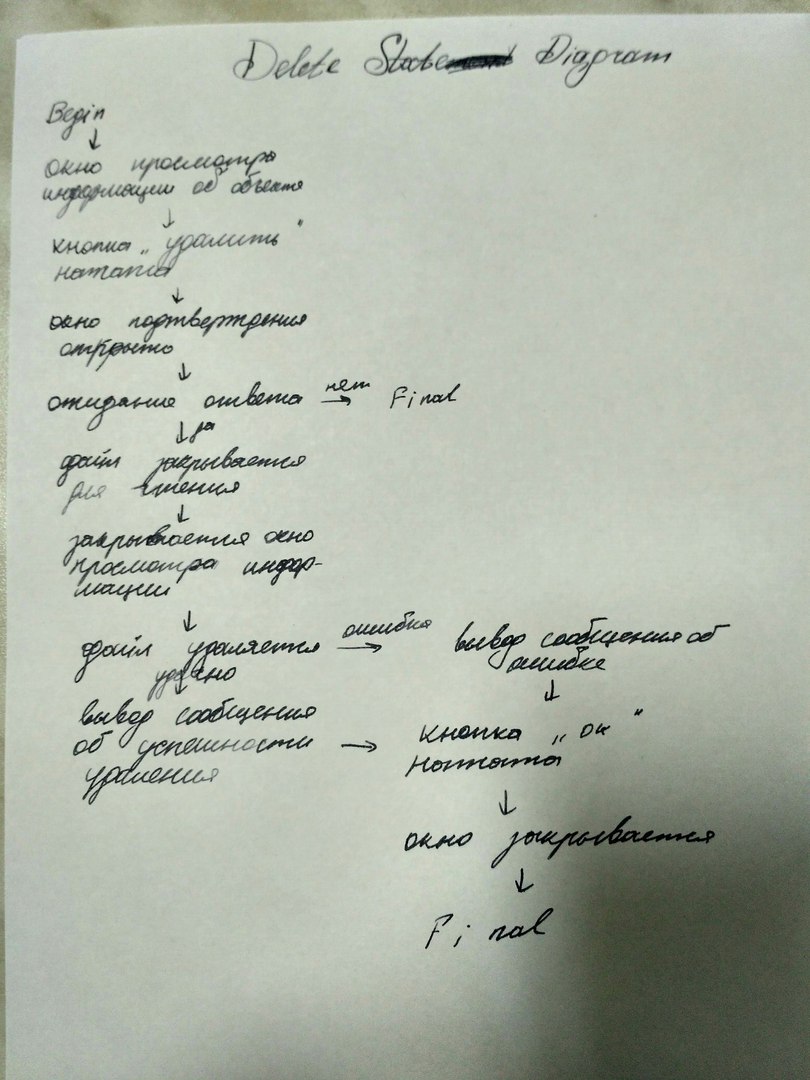 Delete State Diagram
Begin
окно просмотра
информации об объекте
кнопка „удалить"
нажата
окно подтверждения
открыто
ожидание ответа нет Final
да
файл закрывается
для чтения
закрывается окно
просмотра инфор-
мации
файл удаляется ошибка вывод сообщения об
ошибке
удачно
вывод сообщения
об успешности
удаления
кнопка „ок"
нажата
окно закрывается
Final